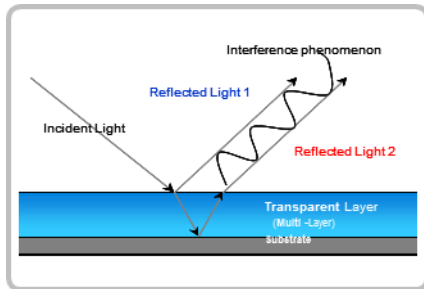 Interference phenomenon
Reflected Light 1
Incident Light
Reflected Light 2
Transparent Layer
(Multi -Layer)
Substrate